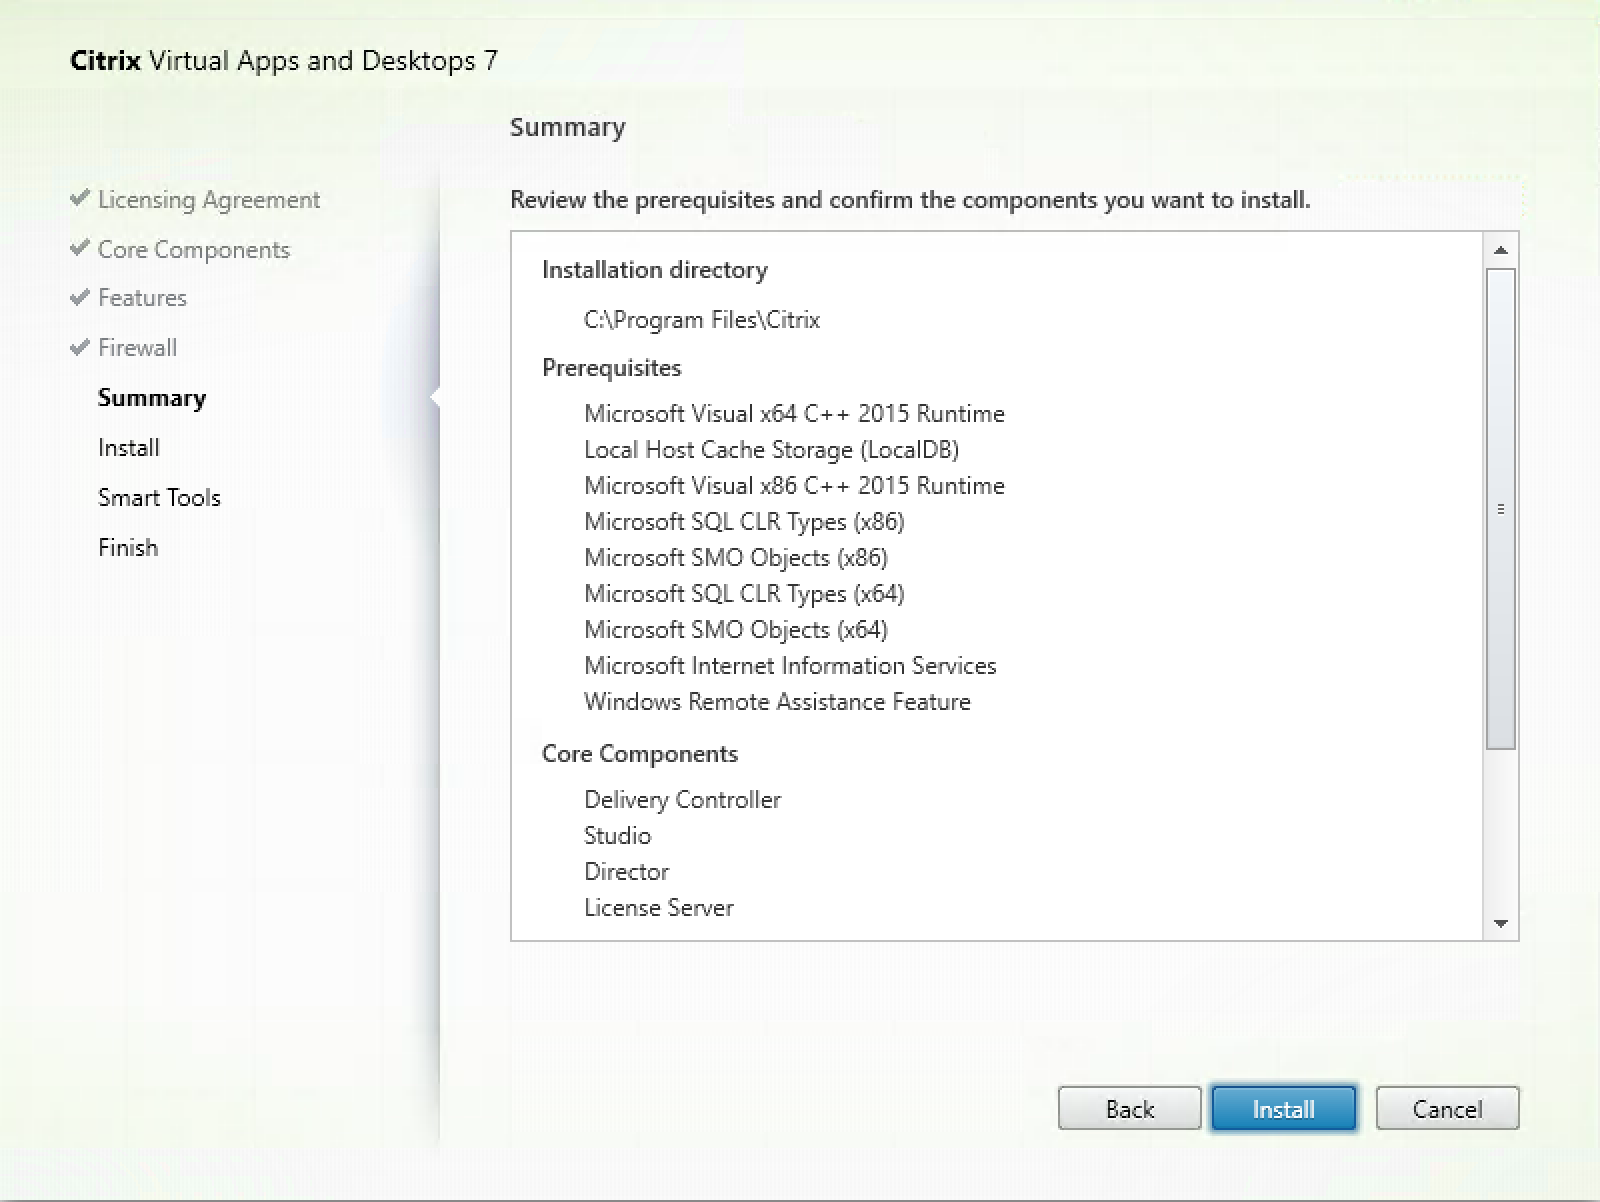 Citrix Virtual Apps and Desktops 7
Licensing Agreement
Core Components
Features
Firewall
Summary
Install
Smart Tools
Finish
Summary
Review the prerequisites and confirm the components you want to install.
Installation directory
C:\Program Files\Citrix
Prerequisites
Microsoft Visual x64 C++ 2015 Runtime
Local Host Cache Storage (LocalDB)
Microsoft Visual x86 C++ 2015 Runtime
Microsoft SQL CLR Types (x86)
Microsoft SMO Objects (x86)
Microsoft SQL CLR Types (x64)
Microsoft SMO Objects (x64)
Microsoft Internet Information Services
Windows Remote Assistance Feature
Core Components
Delivery Controller
Studio
Director
License Server
Back
Install
Cancel